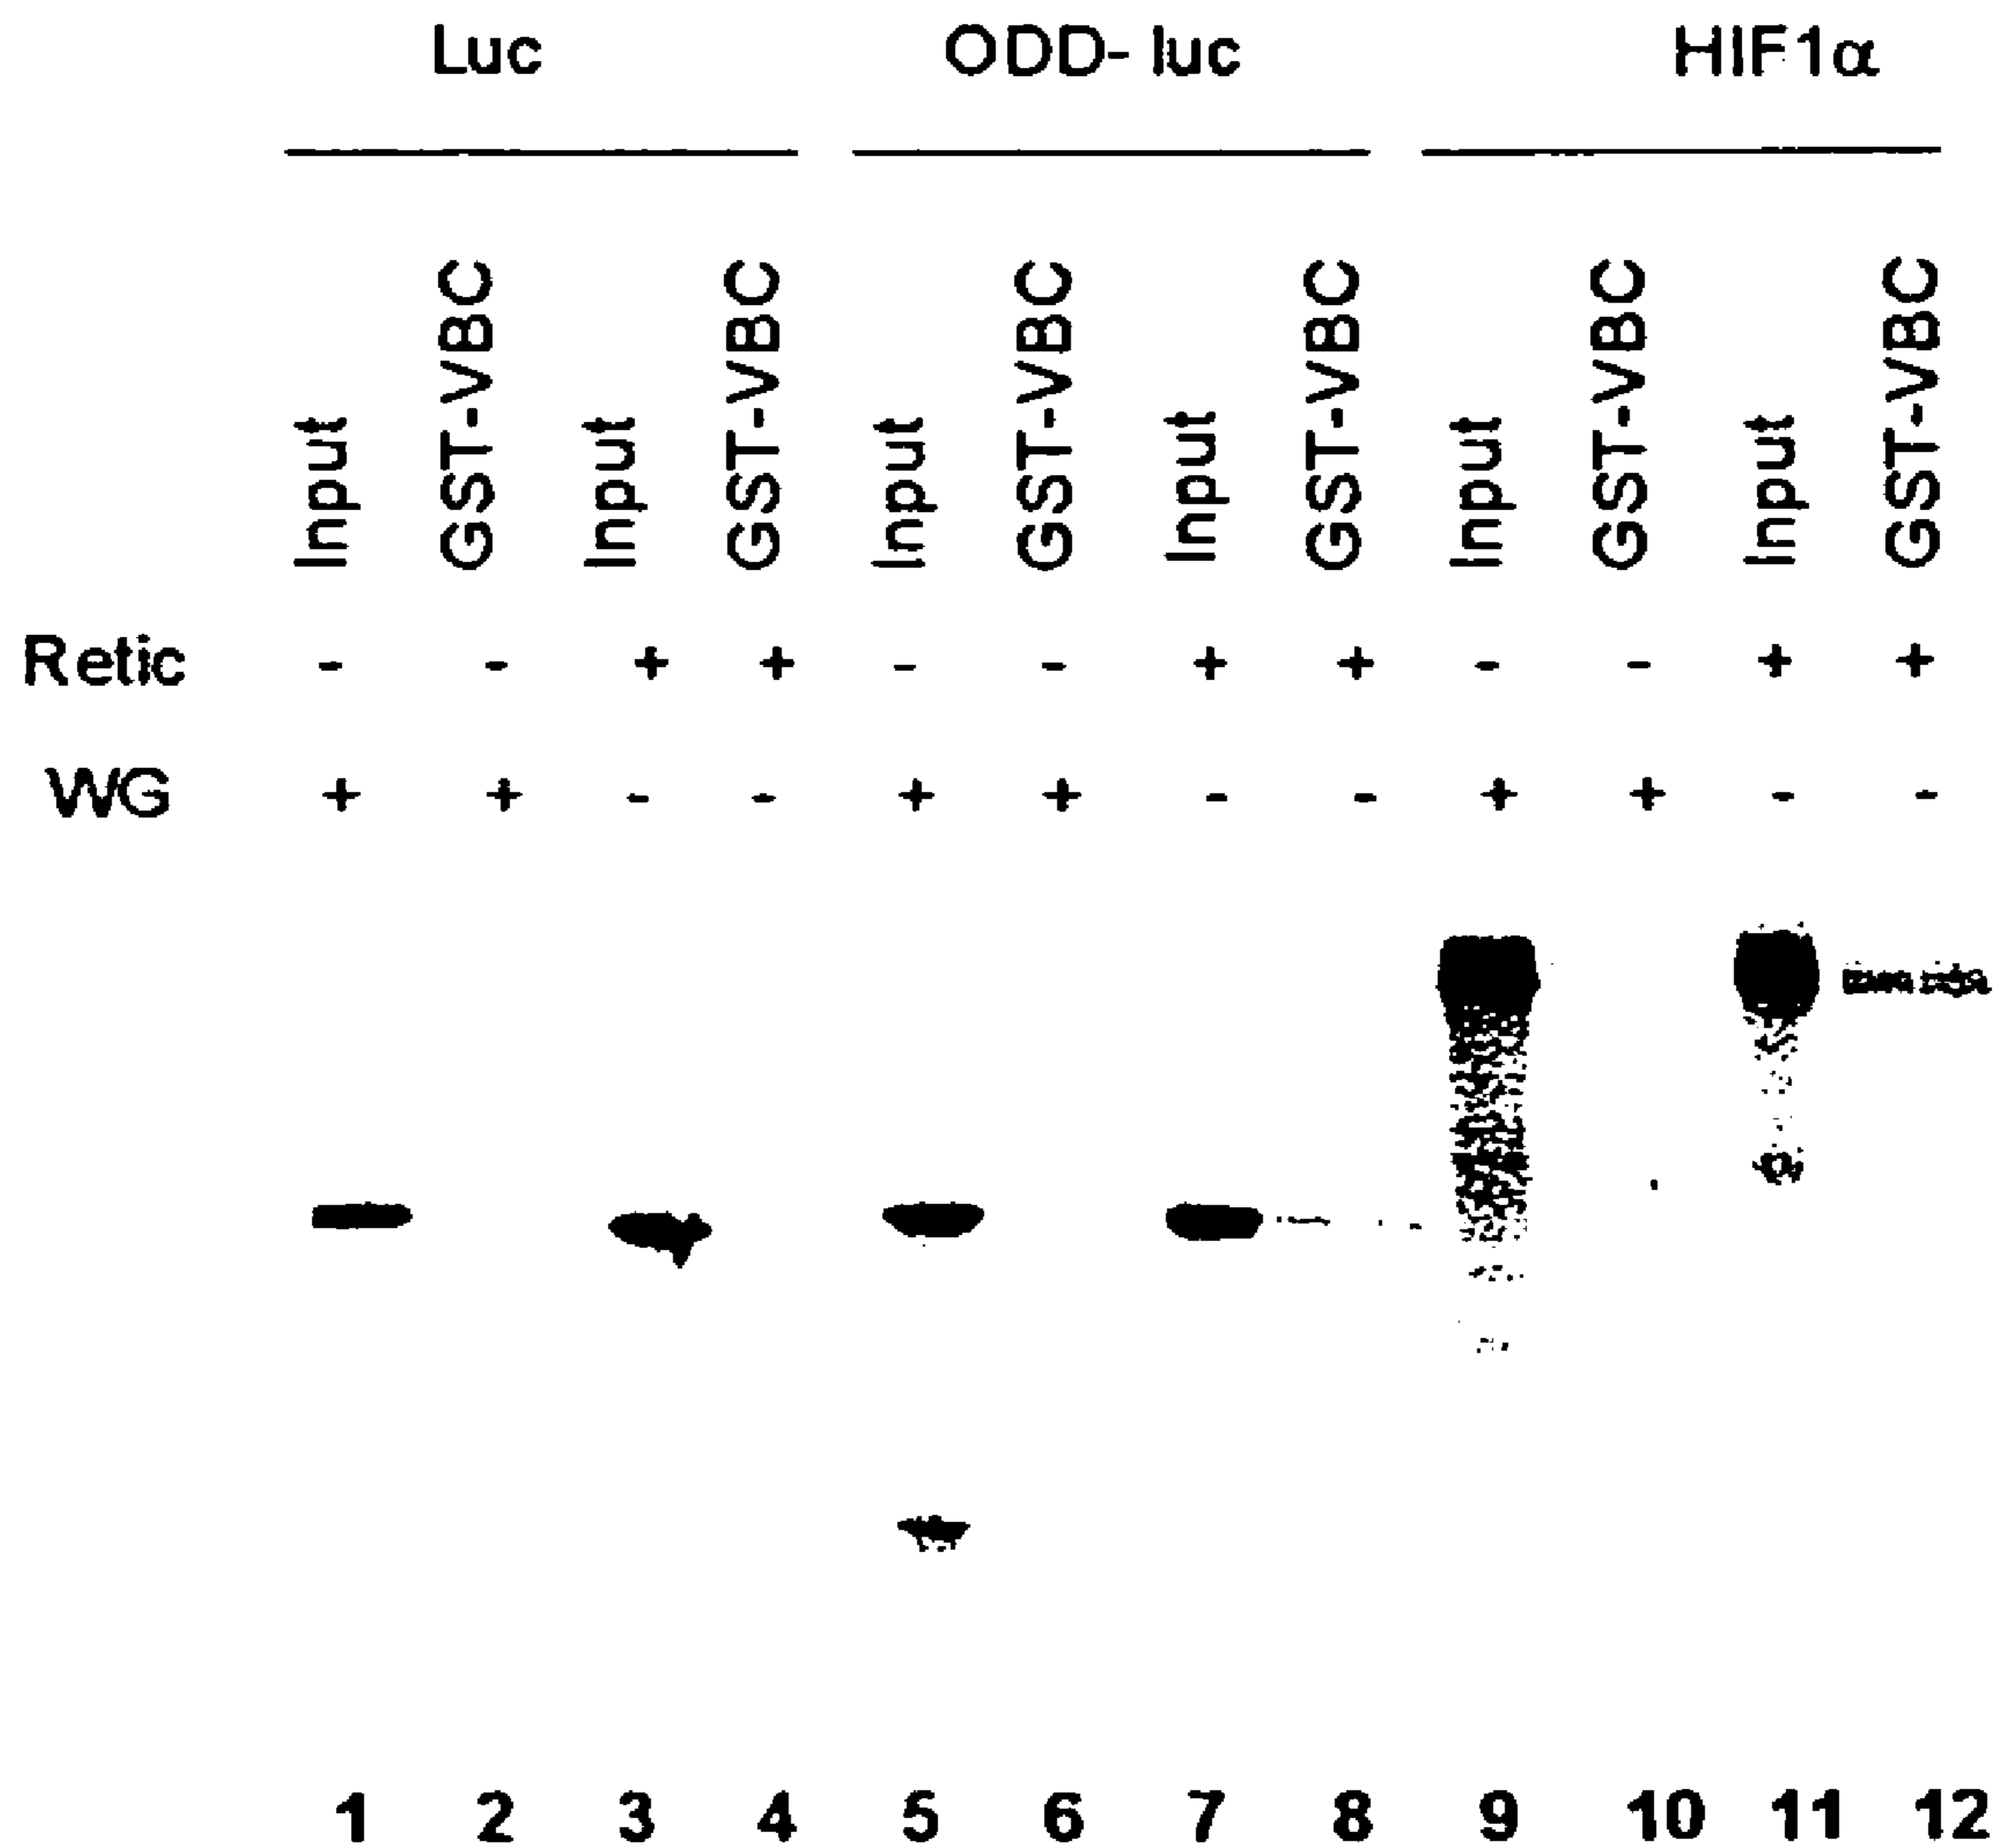 Luc ODD- luc HIF1α
Input GST-VBC Input GST-VBC Input GST-VBC Input GST-VBC Input GST-VBC Input GST-VBC
Retic - - + + - - + + - - + +
WG + + - - + + - - + + - -
1 2 3 4 5 6 7 8 9 10 11 12